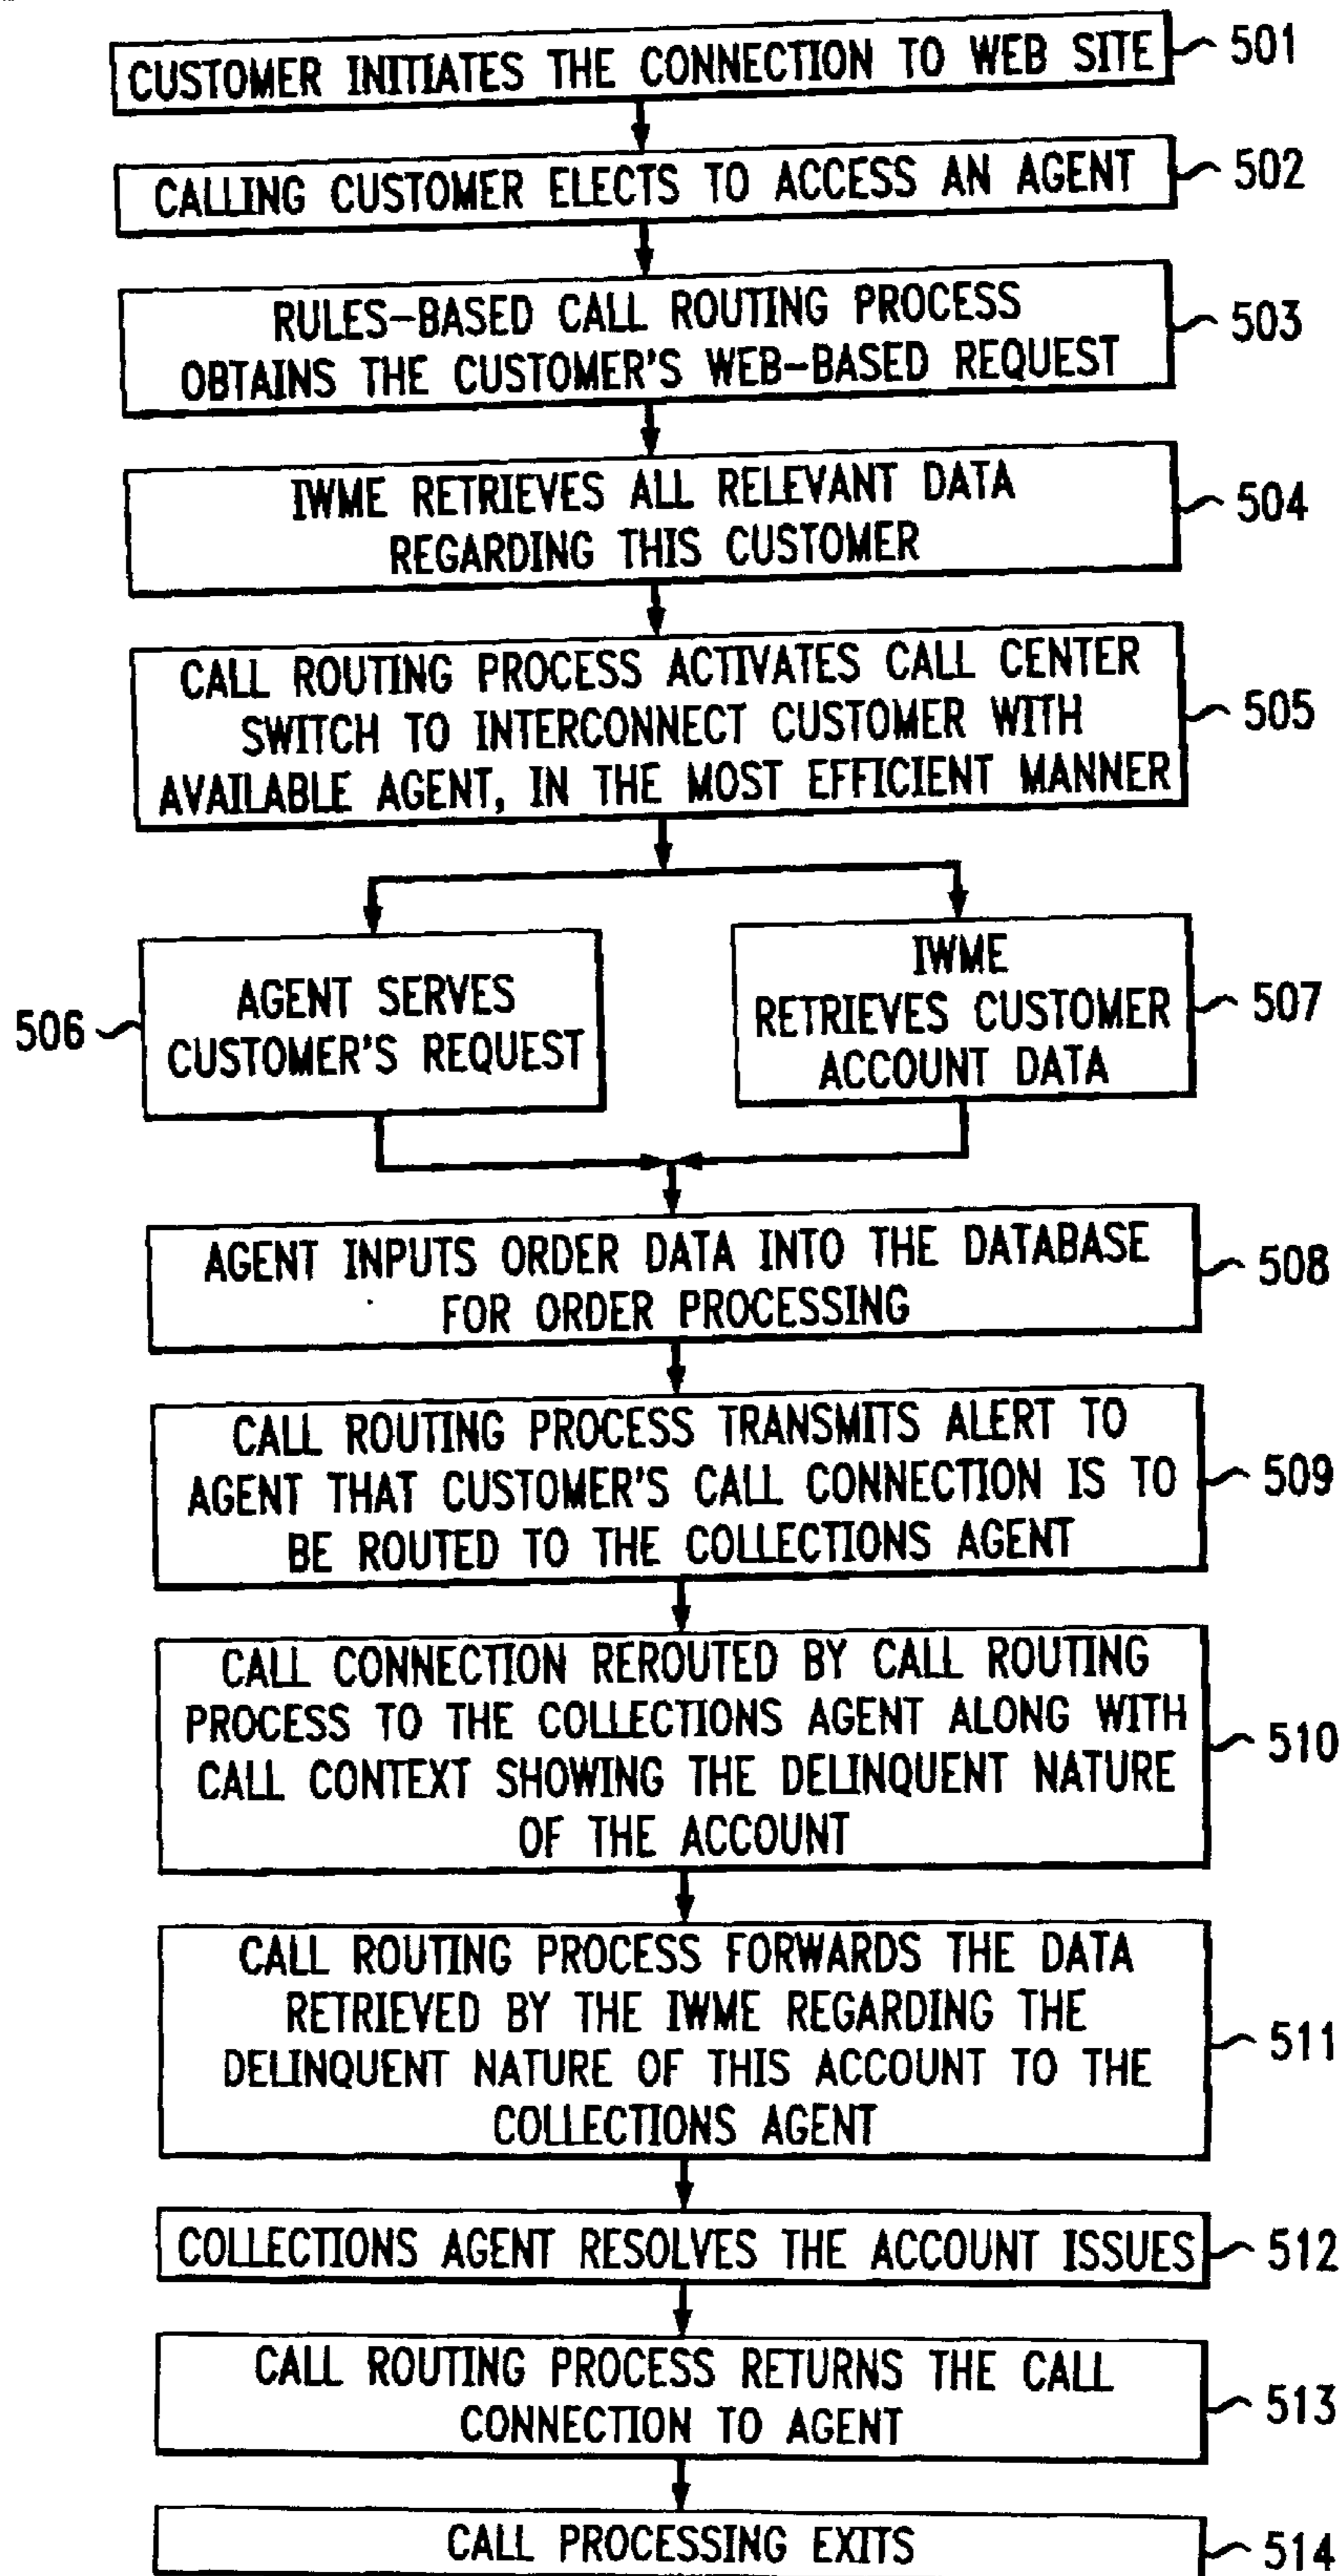 CUSTOMER INITIATES THE CONNECTION TO WEB SITE 501
CALLING CUSTOMER ELECTS TO ACCESS AN AGENT 502
RULES-BASED CALL ROUTING PROCESS
OBTAINS THE CUSTOMER'S WEB-BASED REQUEST
503
IWME RETRIEVES ALL RELEVANT DATA
REGARDING THIS CUSTOMER
504
CALL ROUTING PROCESS ACTIVATES CALL CENTER
SWITCH TO INTERCONNECT CUSTOMER WITH
AVAILABLE AGENT, IN THE MOST EFFICIENT MANNER
505
506
AGENT SERVES
CUSTOMER'S REQUEST
IWME
RETRIEVES CUSTOMER
ACCOUNT DATA
507
AGENT INPUTS ORDER DATA INTO THE DATABASE
FOR ORDER PROCESSING
508
CALL ROUTING PROCESS TRANSMITS ALERT TO
AGENT THAT CUSTOMER'S CALL CONNECTION IS TO
BE ROUTED TO THE COLLECTIONS AGENT
509
CALL CONNECTION REROUTED BY CALL ROUTING
PROCESS TO THE COLLECTIONS AGENT ALONG WITH
CALL CONTEXT SHOWING THE DELINQUENT NATURE
OF THE ACCOUNT
510
CALL ROUTING PROCESS FORWARDS THE DATA
RETRIEVED BY THE IWME REGARDING THE
DELINQUENT NATURE OF THIS ACCOUNT TO THE
COLLECTIONS AGENT
511
COLLECTIONS AGENT RESOLVES THE ACCOUNT ISSUES 512
CALL ROUTING PROCESS RETURNS THE CALL
CONNECTION TO AGENT
513
CALL PROCESSING EXITS 514